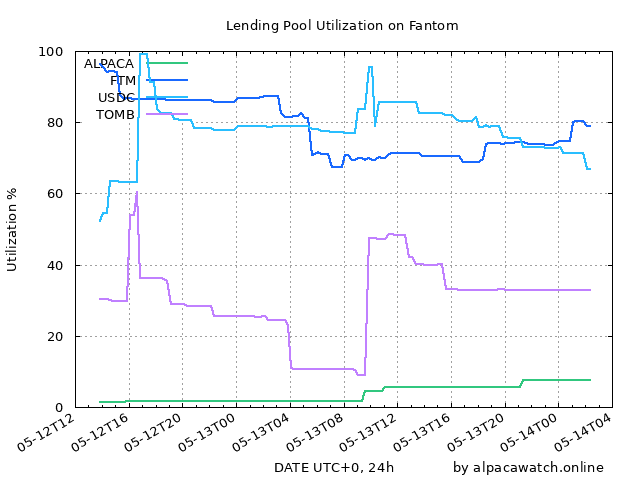 Lending Pool Utilization on Fantom
100
80
60
40
20
0
Utilization %
ALPACA
FTM
USDC
TOMB
05-12T12
05-12T16
05-12T20
05-13T00
05-13T04
05-13T08
05-13T12
05-13T16
05-13T20
05-14T00
05-14T04
DATE UTC+0, 24h
by alpacawatch.online